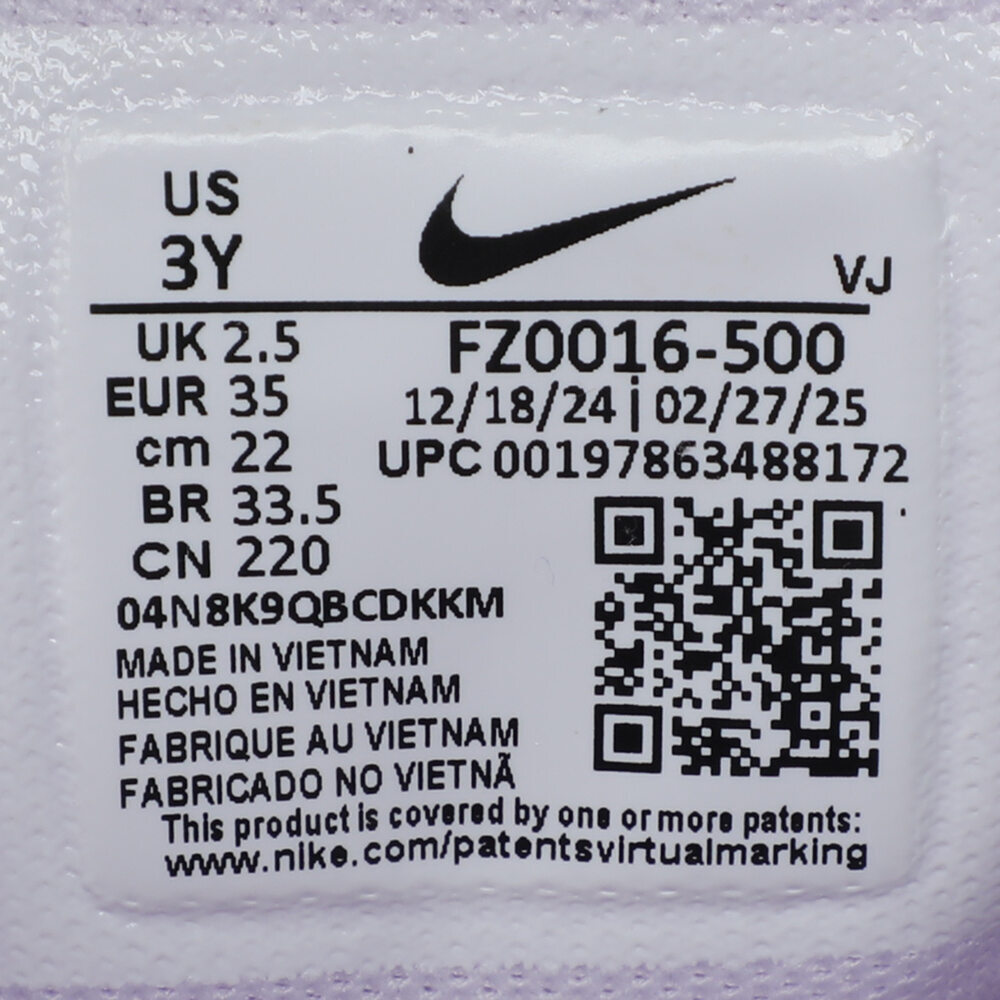 US
3Y
VJ
UK 2.5
EUR 35
cm 22
BR 33.5
CN 220
FZ0016-500
12/18/24 | 02/27/25
UPC 00197863488172
04N8K9QBCDKKM
MADE IN VIETNAM
HECHO EN VIETNAM
FABRIQUE AU VIETNAM
FABRICADO NO VIETNÃ
This product is covered by one or more patents:
www.nike.com/patentsvirtualmarking